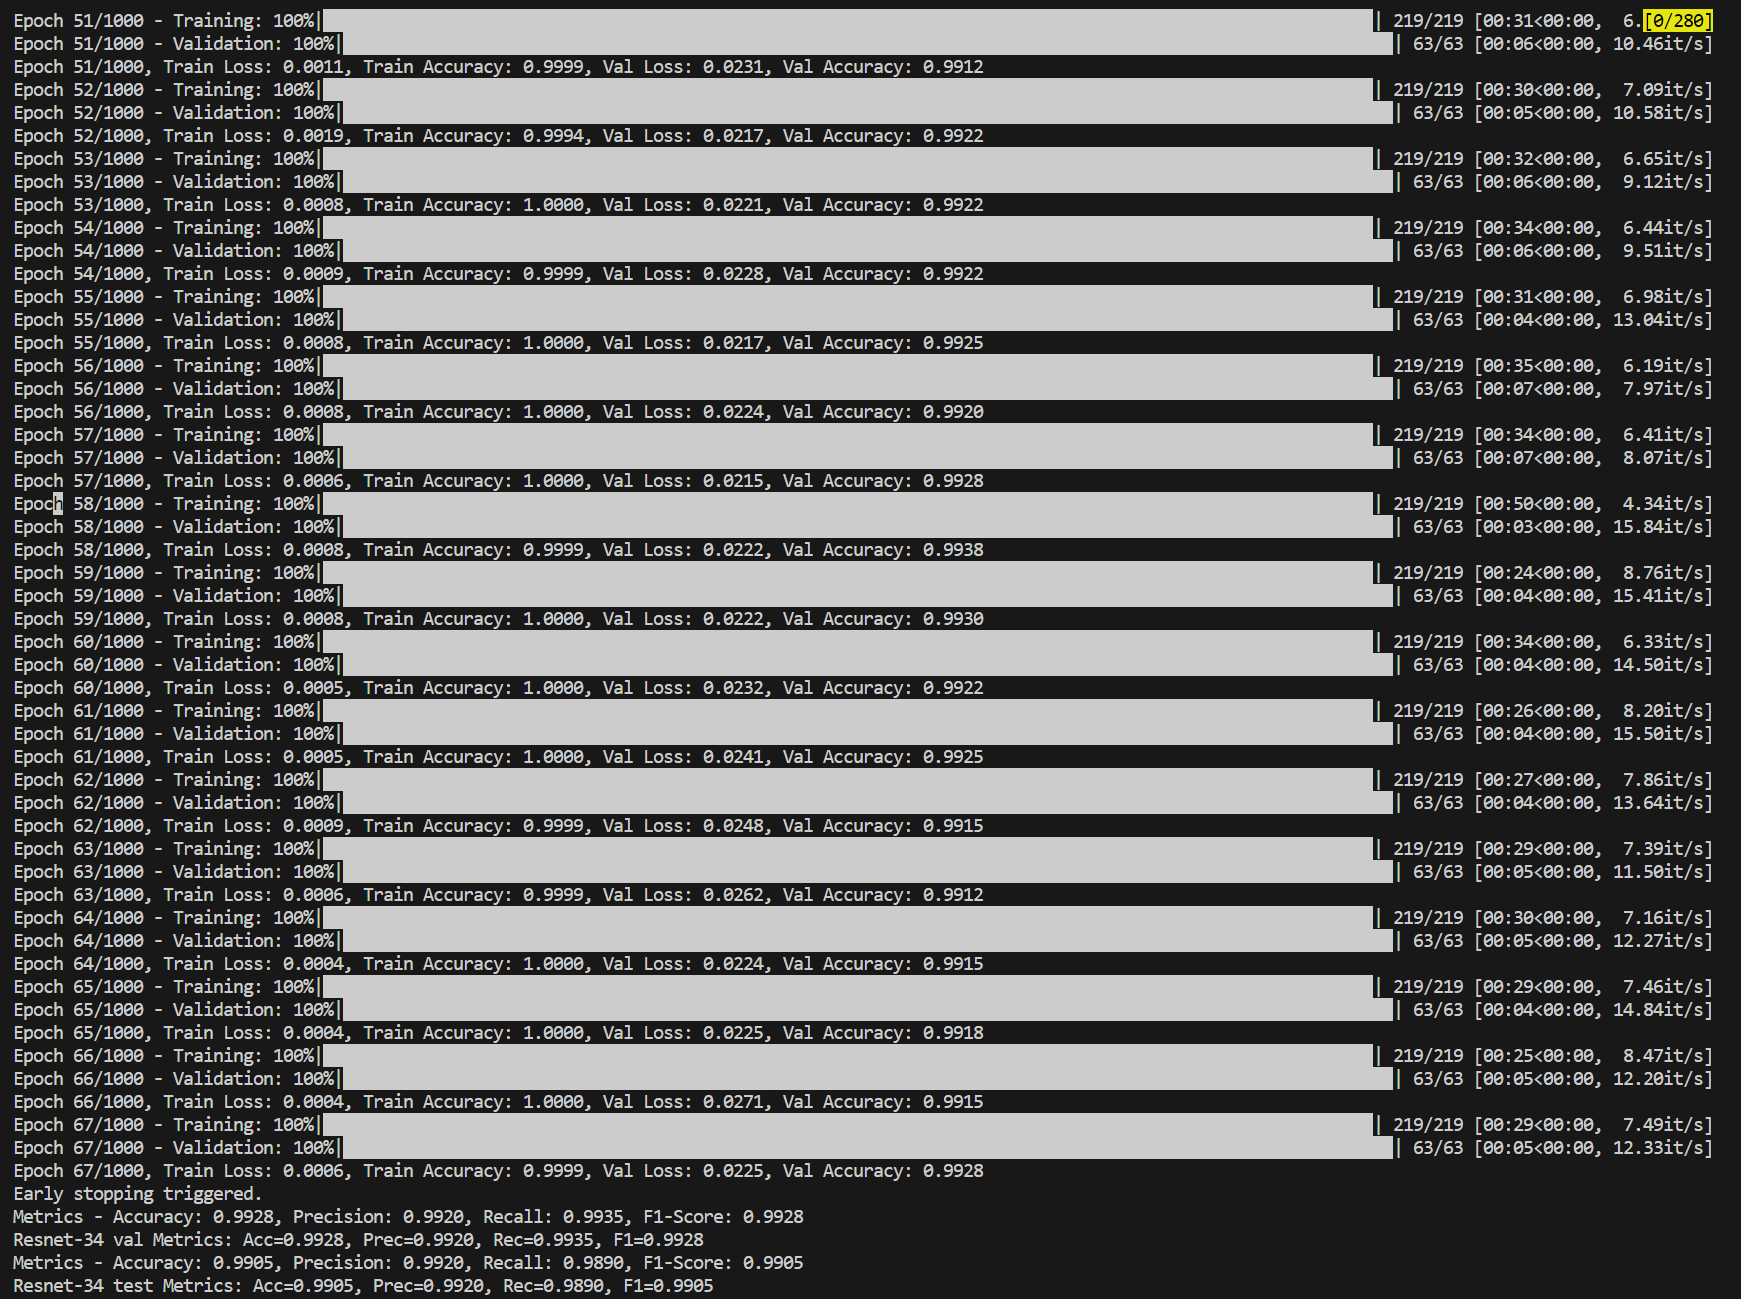 Epoch 51/1000 - Training: 100%| | 219/219 [00:31<00:00, 6.[0/280]
Epoch 51/1000 - Validation: 100%| | 63/63 [00:06<00:00, 10.46it/s]
Epoch 51/1000, Train Loss: 0.0011, Train Accuracy: 0.9999, Val Loss: 0.0231, Val Accuracy: 0.9912
Epoch 52/1000 - Training: 100%| | 219/219 [00:30<00:00, 7.09it/s]
Epoch 52/1000 - Validation: 100%| | 63/63 [00:05<00:00, 10.58it/s]
Epoch 52/1000, Train Loss: 0.0019, Train Accuracy: 0.9994, Val Loss: 0.0217, Val Accuracy: 0.9922
Epoch 53/1000 - Training: 100%| | 219/219 [00:32<00:00, 6.65it/s]
Epoch 53/1000 - Validation: 100%| | 63/63 [00:06<00:00, 9.12it/s]
Epoch 53/1000, Train Loss: 0.0008, Train Accuracy: 1.0000, Val Loss: 0.0221, Val Accuracy: 0.9922
Epoch 54/1000 - Training: 100%| | 219/219 [00:34<00:00, 6.44it/s]
Epoch 54/1000 - Validation: 100%| | 63/63 [00:06<00:00, 9.51it/s]
Epoch 54/1000, Train Loss: 0.0009, Train Accuracy: 0.9999, Val Loss: 0.0228, Val Accuracy: 0.9922
Epoch 55/1000 - Training: 100%| | 219/219 [00:31<00:00, 6.98it/s]
Epoch 55/1000 - Validation: 100%| | 63/63 [00:04<00:00, 13.04it/s]
Epoch 55/1000, Train Loss: 0.0008, Train Accuracy: 1.0000, Val Loss: 0.0217, Val Accuracy: 0.9925
Epoch 56/1000 - Training: 100%| | 219/219 [00:35<00:00, 6.19it/s]
Epoch 56/1000 - Validation: 100%| | 63/63 [00:07<00:00, 7.97it/s]
Epoch 56/1000, Train Loss: 0.0008, Train Accuracy: 1.0000, Val Loss: 0.0224, Val Accuracy: 0.9920
Epoch 57/1000 - Training: 100%| | 219/219 [00:34<00:00, 6.41it/s]
Epoch 57/1000 - Validation: 100%| | 63/63 [00:07<00:00, 8.07it/s]
Epoch 57/1000, Train Loss: 0.0006, Train Accuracy: 1.0000, Val Loss: 0.0215, Val Accuracy: 0.9928
Epoch 58/1000 - Training: 100%| | 219/219 [00:50<00:00, 4.34it/s]
Epoch 58/1000 - Validation: 100%| | 63/63 [00:03<00:00, 15.84it/s]
Epoch 58/1000, Train Loss: 0.0008, Train Accuracy: 0.9999, Val Loss: 0.0222, Val Accuracy: 0.9938
Epoch 59/1000 - Training: 100%| | 219/219 [00:24<00:00, 8.76it/s]
Epoch 59/1000 - Validation: 100%| | 63/63 [00:04<00:00, 15.41it/s]
Epoch 59/1000, Train Loss: 0.0008, Train Accuracy: 1.0000, Val Loss: 0.0222, Val Accuracy: 0.9930
Epoch 60/1000 - Training: 100%| | 219/219 [00:34<00:00, 6.33it/s]
Epoch 60/1000 - Validation: 100%| | 63/63 [00:04<00:00, 14.50it/s]
Epoch 60/1000, Train Loss: 0.0005, Train Accuracy: 1.0000, Val Loss: 0.0232, Val Accuracy: 0.9922
Epoch 61/1000 - Training: 100%| | 219/219 [00:26<00:00, 8.20it/s]
Epoch 61/1000 - Validation: 100%| | 63/63 [00:04<00:00, 15.50it/s]
Epoch 61/1000, Train Loss: 0.0005, Train Accuracy: 1.0000, Val Loss: 0.0241, Val Accuracy: 0.9925
Epoch 62/1000 - Training: 100%| | 219/219 [00:27<00:00, 7.86it/s]
Epoch 62/1000 - Validation: 100%| | 63/63 [00:04<00:00, 13.64it/s]
Epoch 62/1000, Train Loss: 0.0009, Train Accuracy: 0.9999, Val Loss: 0.0248, Val Accuracy: 0.9915
Epoch 63/1000 - Training: 100%| | 219/219 [00:29<00:00, 7.39it/s]
Epoch 63/1000 - Validation: 100%| | 63/63 [00:05<00:00, 11.50it/s]
Epoch 63/1000, Train Loss: 0.0006, Train Accuracy: 0.9999, Val Loss: 0.0262, Val Accuracy: 0.9912
Epoch 64/1000 - Training: 100%| | 219/219 [00:30<00:00, 7.16it/s]
Epoch 64/1000 - Validation: 100%| | 63/63 [00:05<00:00, 12.27it/s]
Epoch 64/1000, Train Loss: 0.0004, Train Accuracy: 1.0000, Val Loss: 0.0224, Val Accuracy: 0.9915
Epoch 65/1000 - Training: 100%| | 219/219 [00:29<00:00, 7.46it/s]
Epoch 65/1000 - Validation: 100%| | 63/63 [00:04<00:00, 14.84it/s]
Epoch 65/1000, Train Loss: 0.0004, Train Accuracy: 1.0000, Val Loss: 0.0225, Val Accuracy: 0.9918
Epoch 66/1000 - Training: 100%| | 219/219 [00:25<00:00, 8.47it/s]
Epoch 66/1000 - Validation: 100%| | 63/63 [00:05<00:00, 12.20it/s]
Epoch 66/1000, Train Loss: 0.0004, Train Accuracy: 1.0000, Val Loss: 0.0271, Val Accuracy: 0.9915
Epoch 67/1000 - Training: 100%| | 219/219 [00:29<00:00, 7.49it/s]
Epoch 67/1000 - Validation: 100%| | 63/63 [00:05<00:00, 12.33it/s]
Epoch 67/1000, Train Loss: 0.0006, Train Accuracy: 0.9999, Val Loss: 0.0225, Val Accuracy: 0.9928
Early stopping triggered.
Metrics - Accuracy: 0.9928, Precision: 0.9920, Recall: 0.9935, F1-Score: 0.9928
Resnet-34 val Metrics: Acc=0.9928, Prec=0.9920, Rec=0.9935, F1=0.9928
Metrics - Accuracy: 0.9905, Precision: 0.9920, Recall: 0.9890, F1-Score: 0.9905
Resnet-34 test Metrics: Acc=0.9905, Prec=0.9920, Rec=0.9890, F1=0.9905